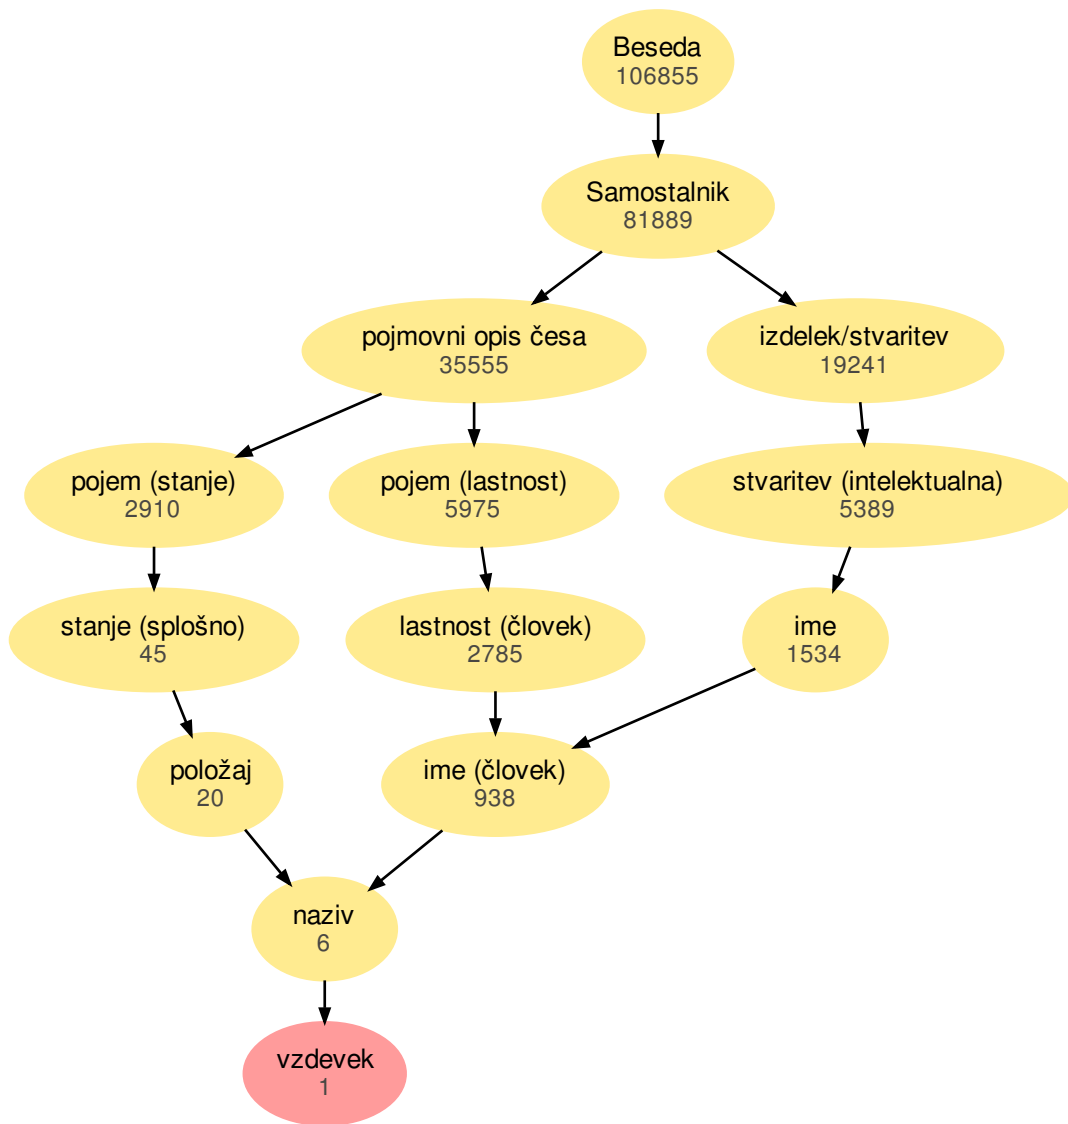 Beseda
106855
Samostalnik
81889
pojmovni opis česa
35555
izdelek/stvaritev
19241
pojem (stanje)
2910
pojem (lastnost)
5975
stvaritev (intelektualna)
5389
stanje (splošno)
45
lastnost (človek)
2785
ime
1534
položaj
20
ime (človek)
938
naziv
6
vzdevek
1